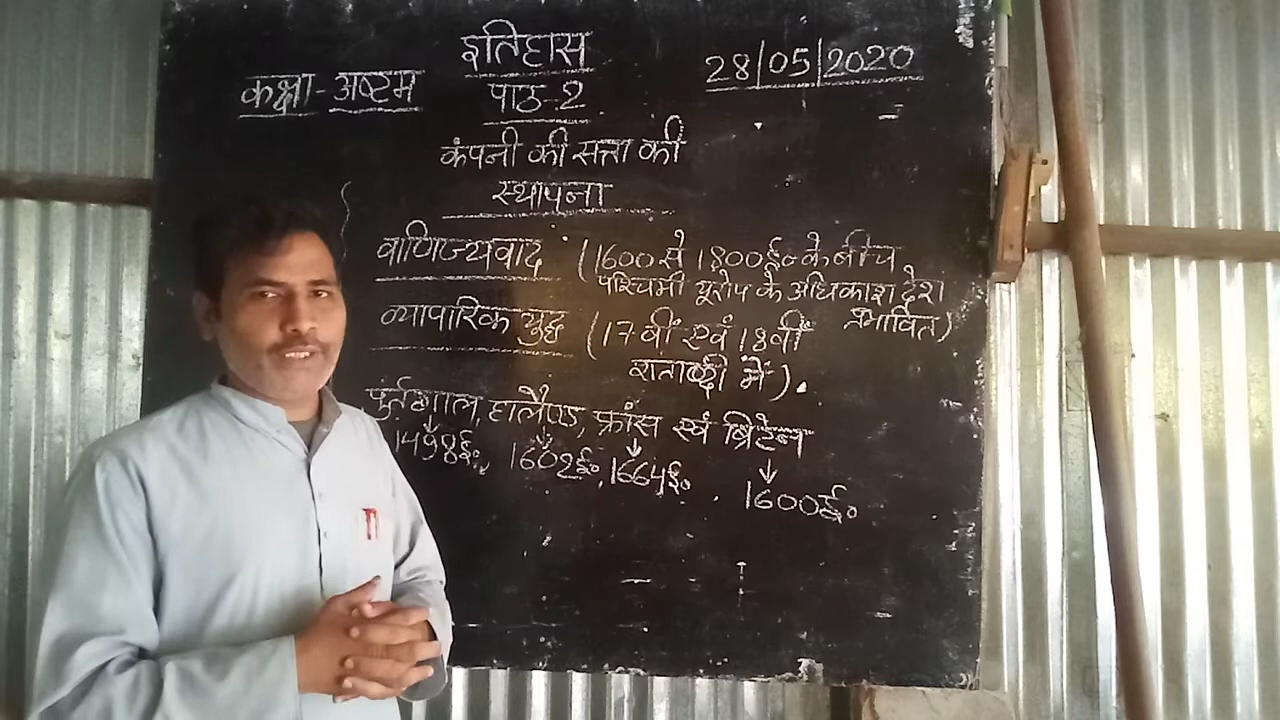 इतिहास
28/05/2020
कक्षा-अष्टम
पाठ-2
कंपनी की सत्ता की
स्थापना
वाणिज्यवाद (1600 से 1800ई० के बीच
पश्चिमी यूरोप के अधिकाश देश
प्रभावित)
व्यापारिक युद्ध (17 वीं एवं 18वीं
शताब्दी में).
पुर्तगाल, हालैण्ड, फ्रांस एवं ब्रिटेन
1498ई०, 1602ई०, 1664ई०. 1600ई०